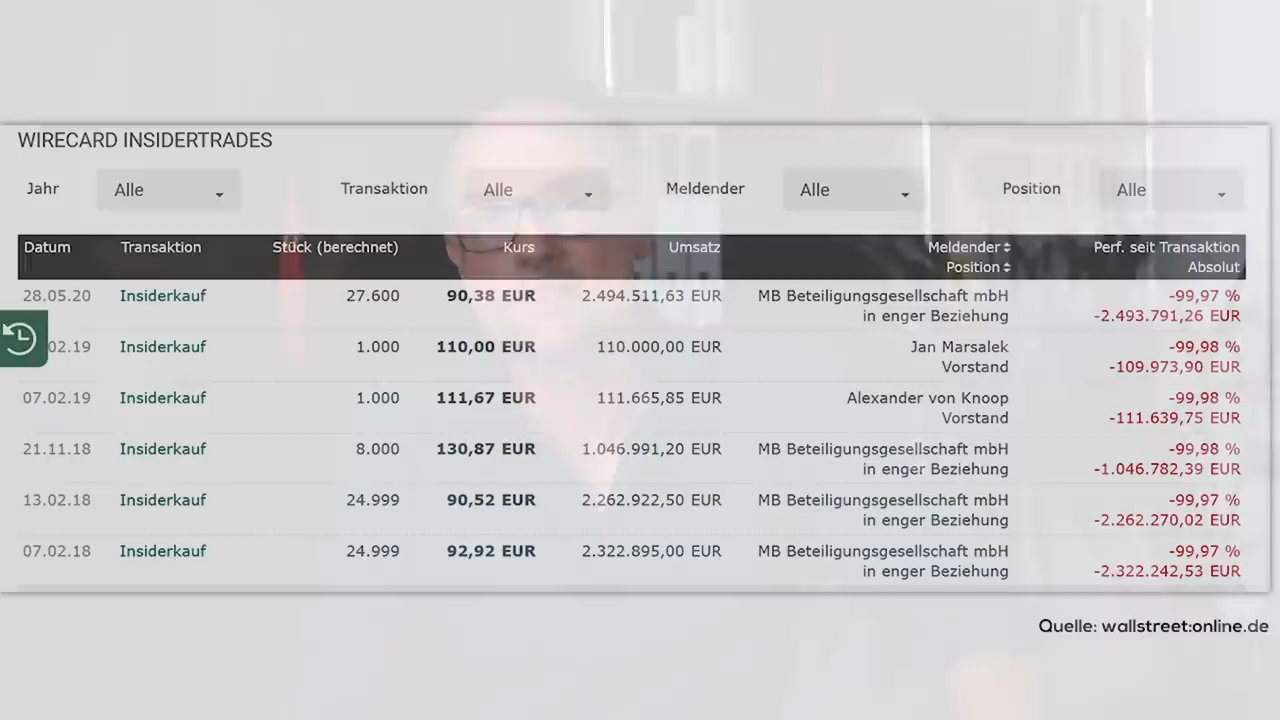 WIRECARD INSIDERTRADES
Jahr Alle Transaktion Alle Meldender Alle Position Alle
Datum Transaktion Stück (berechnet) Kurs Umsatz Meldender Perf. seit Transaktion
Position Absolut
28.05.20 Insiderkauf 27.600 90,38 EUR 2.494.511,63 EUR MB Beteiligungsgesellschaft mbH -99,97 %
in enger Beziehung -2.493.791,26 EUR
02.19 Insiderkauf 1.000 110,00 EUR 110.000,00 EUR Jan Marsalek -99,98 %
Vorstand -109.973,90 EUR
07.02.19 Insiderkauf 1.000 111,67 EUR 111.665,85 EUR Alexander von Knoop -99,98 %
Vorstand -111.639,75 EUR
21.11.18 Insiderkauf 8.000 130,87 EUR 1.046.991,20 EUR MB Beteiligungsgesellschaft mbH -99,98 %
in enger Beziehung -1.046.782,39 EUR
13.02.18 Insiderkauf 24.999 90,52 EUR 2.262.922,50 EUR MB Beteiligungsgesellschaft mbH -99,97 %
in enger Beziehung -2.262.270,02 EUR
07.02.18 Insiderkauf 24.999 92,92 EUR 2.322.895,00 EUR MB Beteiligungsgesellschaft mbH -99,97 %
in enger Beziehung -2.322.242,53 EUR
Quelle: wallstreet:online.de